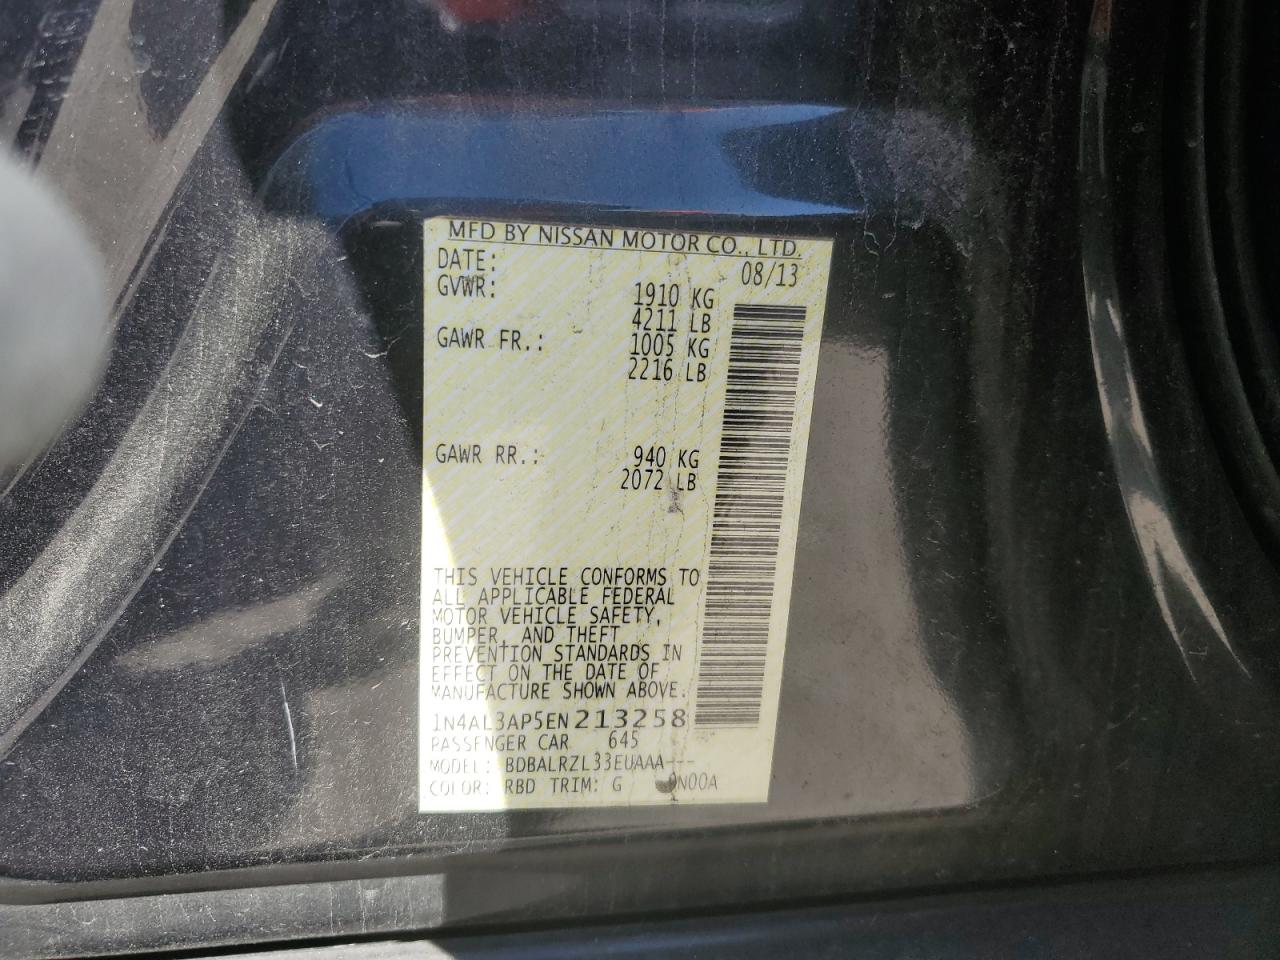 MFD BY NISSAN MOTOR CO., LTD.
DATE: 08/13
GVWR: 1910 KG
4211 LB
GAWR FR.: 1005 KG
2216 LB
GAWR RR.: 940 KG
2072 LB
THIS VEHICLE CONFORMS TO
ALL APPLICABLE FEDERAL
MOTOR VEHICLE SAFETY,
BUMPER, AND THEFT
PREVENTION STANDARDS IN
EFFECT ON THE DATE OF
MANUFACTURE SHOWN ABOVE.
1N4AL3AP5EN213258
PASSENGER CAR 645
MODEL: BDBALRZL33EUAAA---
COLOR: RBD TRIM: G